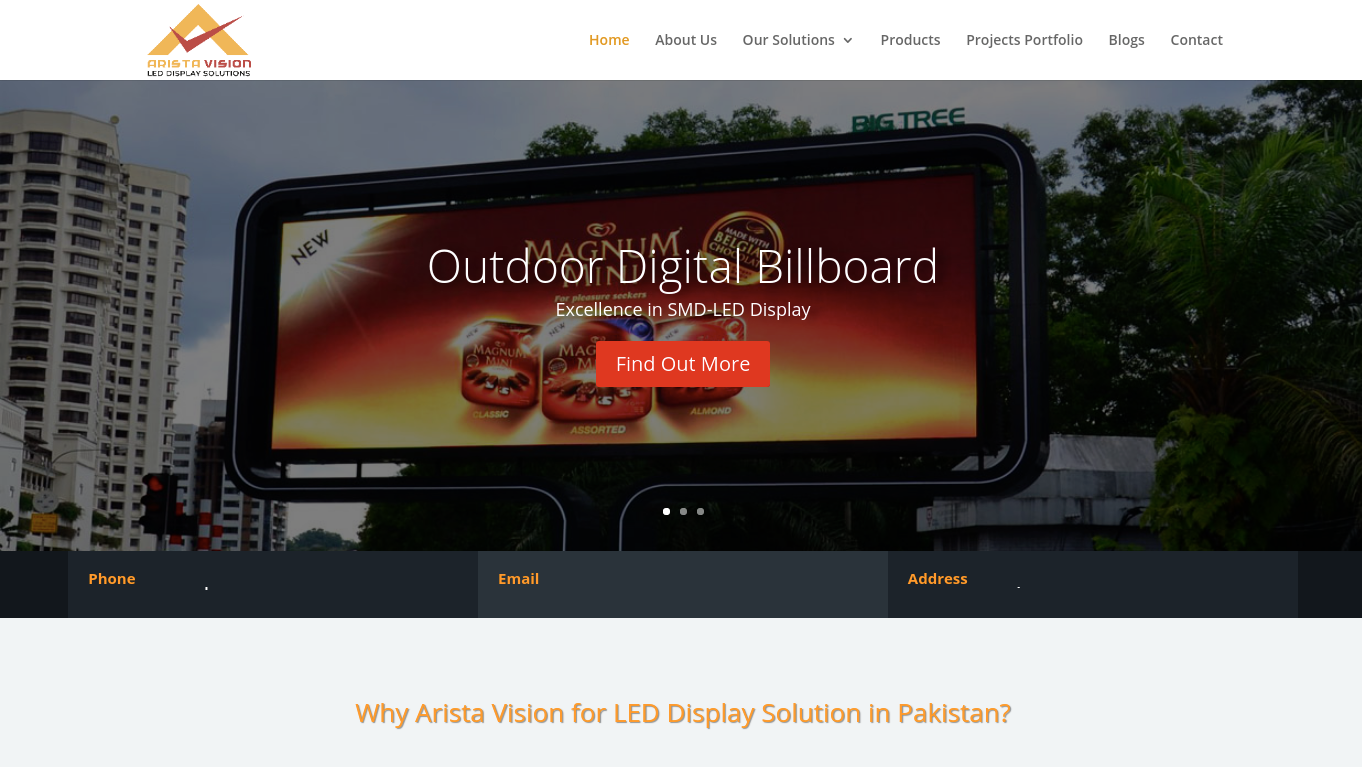 ARISTA VISION
LED DISPLAY SOLUTIONS
Home
About Us
Our Solutions
Products
Projects Portfolio
Blogs
Contact
BIG TREE
NEW
MAGNUM
MINI
MADE WITH
BELGIAN
CHOCOLATE
For pleasure seekers
Outdoor Digital Billboard
Excellence in SMD-LED Display
Find Out More
MAGNUM
MINI
CLASSIC
ASSORTED
ALMOND
Phone
Email
Address
Why Arista Vision for LED Display Solution in Pakistan?